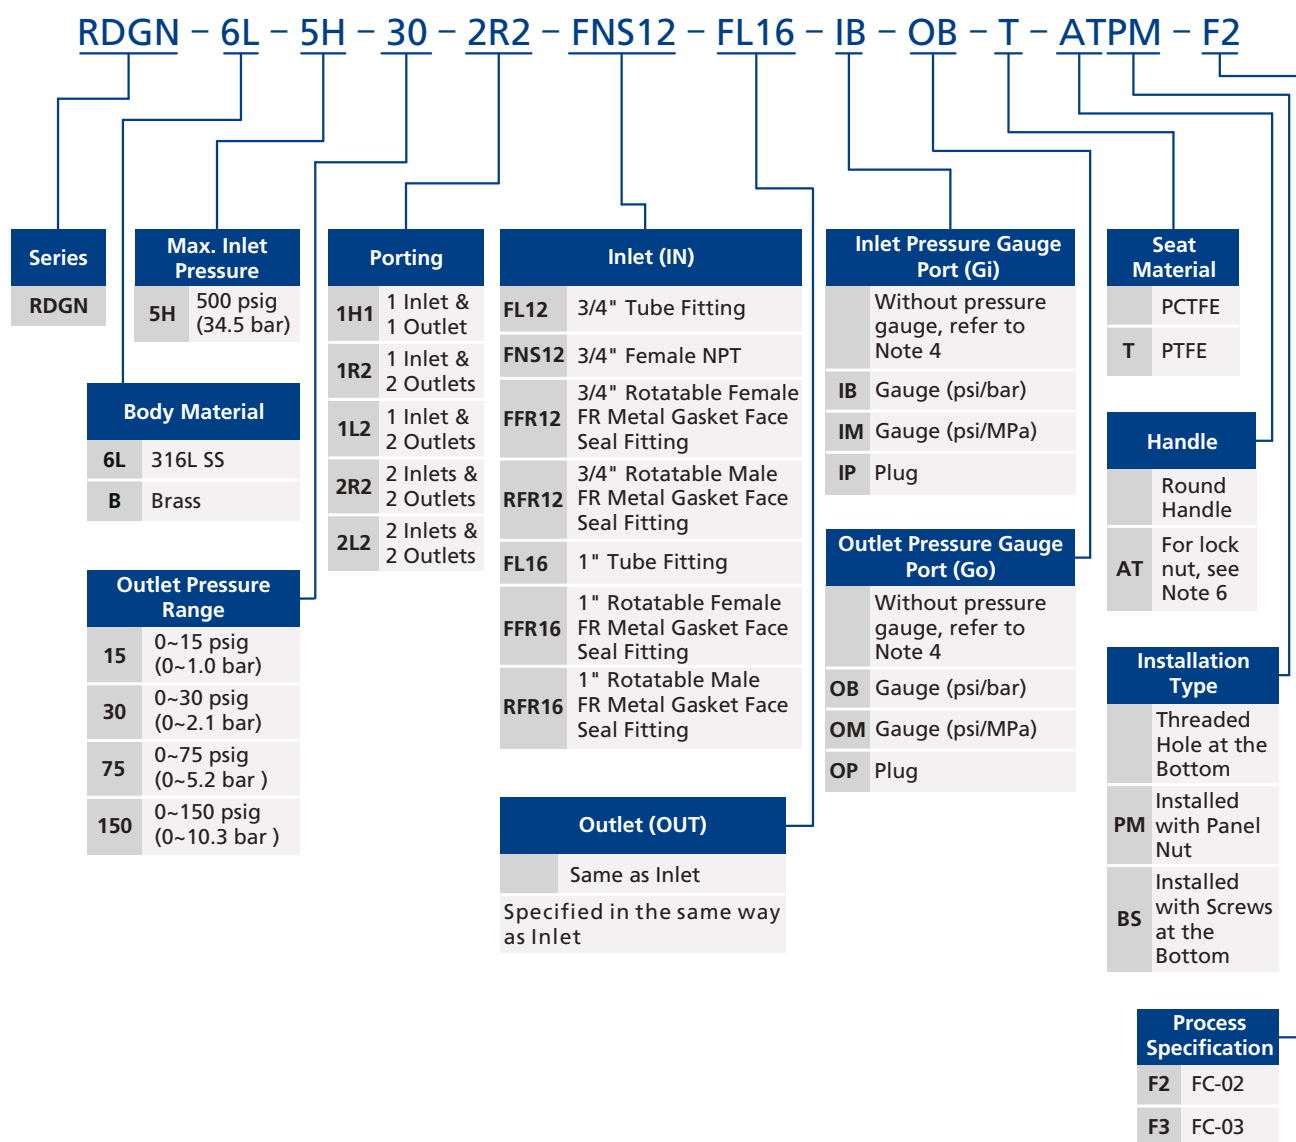 RDGN – 6L – 5H – 30 – 2R2 – FNS12 – FL16 – IB – OB – T – ATPM – F2
Series
RDGN
Max. Inlet
Pressure
5H 500 psig
(34.5 bar)
Body Material
6L 316L SS
B Brass
Outlet Pressure
Range
15 0~15 psig
(0~1.0 bar)
30 0~30 psig
(0~2.1 bar)
75 0~75 psig
(0~5.2 bar )
150 0~150 psig
(0~10.3 bar )
Porting
1H1 1 Inlet &
1 Outlet
1R2 1 Inlet &
2 Outlets
1L2 1 Inlet &
2 Outlets
2R2 2 Inlets &
2 Outlets
2L2 2 Inlets &
2 Outlets
Inlet (IN)
FL12 3/4" Tube Fitting
FNS12 3/4" Female NPT
FFR12 3/4" Rotatable Female
FR Metal Gasket Face
Seal Fitting
RFR12 3/4" Rotatable Male
FR Metal Gasket Face
Seal Fitting
FL16 1" Tube Fitting
FFR16 1" Rotatable Female
FR Metal Gasket Face
Seal Fitting
RFR16 1" Rotatable Male
FR Metal Gasket Face
Seal Fitting
Outlet (OUT)
Same as Inlet
Specified in the same way
as Inlet
Inlet Pressure Gauge
Port (Gi)
Without pressure
gauge, refer to
Note 4
IB Gauge (psi/bar)
IM Gauge (psi/MPa)
IP Plug
Outlet Pressure Gauge
Port (Go)
Without pressure
gauge, refer to
Note 4
OB Gauge (psi/bar)
OM Gauge (psi/MPa)
OP Plug
Seat
Material
PCTFE
T PTFE
Handle
Round
Handle
AT For lock
nut, see
Note 6
Installation
Type
Threaded
Hole at the
Bottom
PM Installed
with Panel
Nut
BS Installed
with Screws
at the
Bottom
Process
Specification
F2 FC-02
F3 FC-03